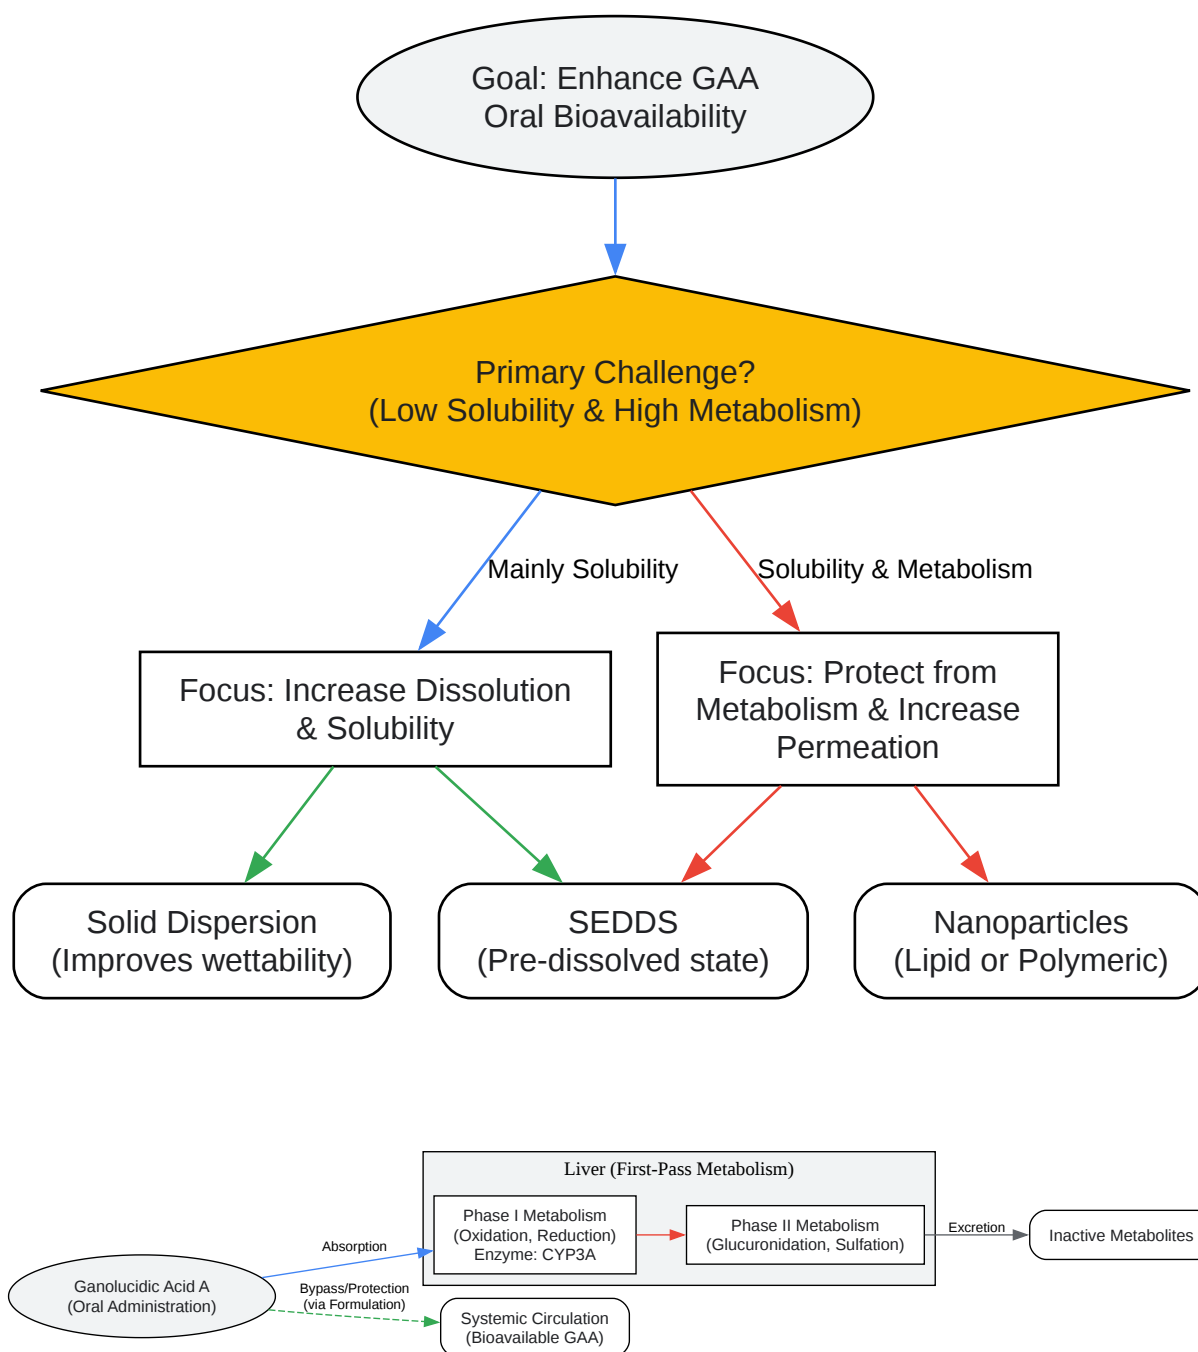 Goal: Enhance GAA
Oral Bioavailability
Primary Challenge?
(Low Solubility & High Metabolism)
Mainly Solubility
Solubility & Metabolism
Focus: Increase Dissolution
& Solubility
Focus: Protect from
Metabolism & Increase
Permeation
Solid Dispersion
(Improves wettability)
SEDDS
(Pre-dissolved state)
Nanoparticles
(Lipid or Polymeric)
Liver (First-Pass Metabolism)
Phase I Metabolism
(Oxidation, Reduction)
Enzyme: CYP3A
Phase II Metabolism
(Glucuronidation, Sulfation)
Excretion
Inactive Metabolites
Absorption
Ganolucidic Acid A
(Oral Administration)
Bypass/Protection
(via Formulation)
Systemic Circulation
(Bioavailable GAA)